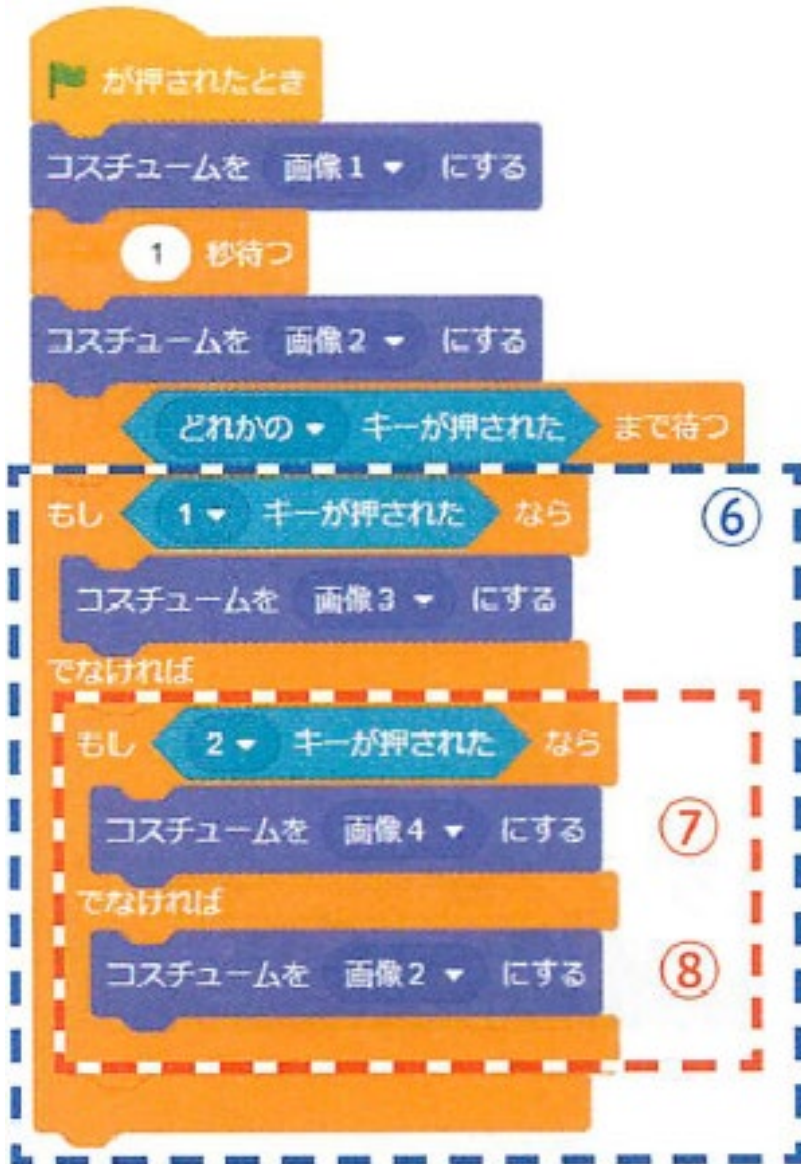 が押されたとき
コスチュームを 画像1 にする
1 秒待つ
コスチュームを 画像2 にする
どれかの キーが押された まで待つ
もし 1 キーが押された なら ⑥
コスチュームを 画像3 にする
でなければ
もし 2 キーが押された なら
コスチュームを 画像4 にする ⑦
でなければ
コスチュームを 画像2 にする ⑧